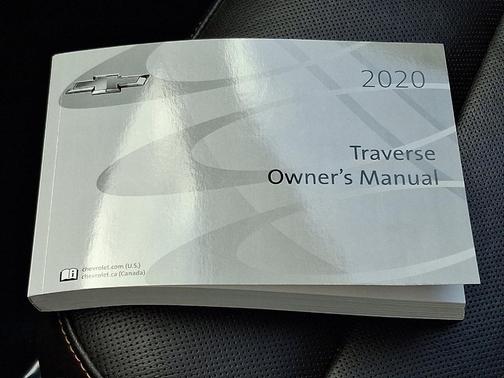 2020
Traverse
Owner's Manual
chevrolet.com (U.S.)
chevrolet.ca (Canada)